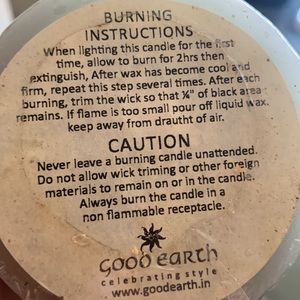 BURNING
INSTRUCTIONS
When lighting this candle for the first
time, allow to burn for 2hrs then
extinguish, After wax has become cool and
firm, repeat this step several times. After each
burning, trim the wick so that ¼" of black area
remains. If flame is too small pour off liquid wax.
keep away from drautht of air.
CAUTION
Never leave a burning candle unattended.
Do not allow wick triming or other foreign
materials to remain on or in the candle.
Always burn the candle in a
non flammable receptacle.
GOOD EARTH
celebrating style
www.goodearth.in